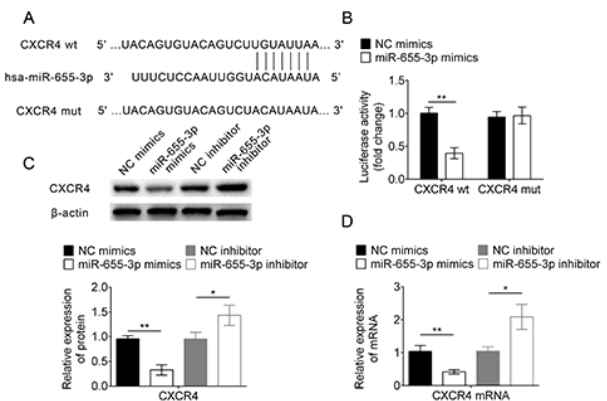 A
CXCR4 wt 5' ...UACAGUGUACAGUCUUGUAUUAA... 3'
hsa-miR-655-3p 3' UUUCUCCAAUUGGUACAUAAUA 5'
CXCR4 mut 5' ...UACAGUGUACAGUCUACAUAAUA... 3'
B
NC mimics
miR-655-3p mimics
Luciferase activity
(fold change)
1.5
1.0
0.5
0.0
**
CXCR4 wt CXCR4 mut
C
NC mimics
miR-655-3p
mimics
NC inhibitor
miR-655-3p
inhibitor
CXCR4
β-actin
NC mimics NC inhibitor
miR-655-3p mimics miR-655-3p inhibitor
Relative expression
of protein
2.0
1.5
1.0
0.5
0.0
**
*
CXCR4
D
NC mimics NC inhibitor
miR-655-3p mimics miR-655-3p inhibitor
Relative expression
of mRNA
3
2
1
0
**
*
CXCR4 mRNA